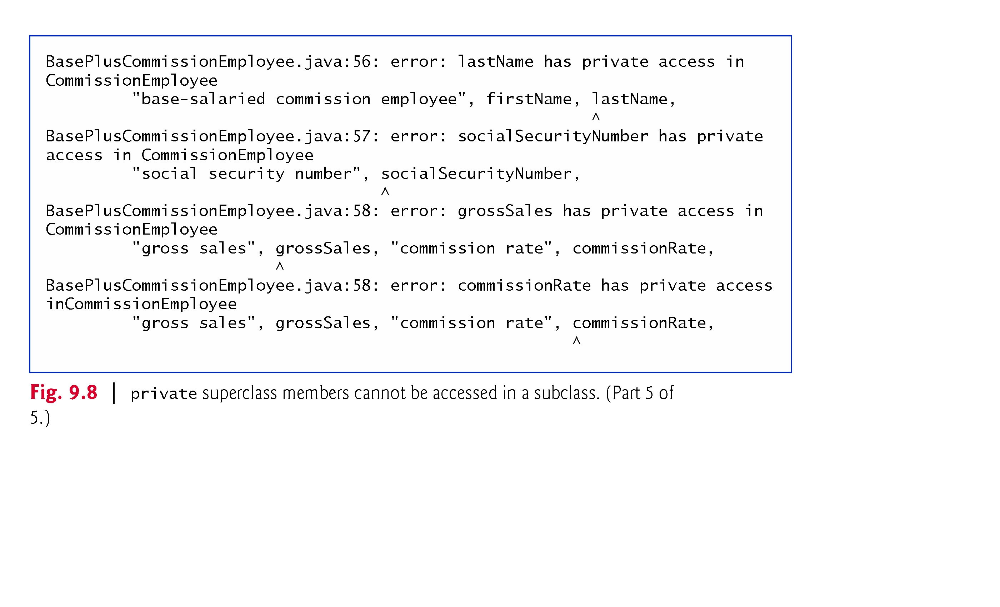 BasePlusCommissionEmployee.java:56: error: lastName has private access in
CommissionEmployee
         "base-salaried commission employee", firstName, lastName,
                                                         ^
BasePlusCommissionEmployee.java:57: error: socialSecurityNumber has private
access in CommissionEmployee
         "social security number", socialSecurityNumber,
                                   ^
BasePlusCommissionEmployee.java:58: error: grossSales has private access in
CommissionEmployee
         "gross sales", grossSales, "commission rate", commissionRate,
                        ^
BasePlusCommissionEmployee.java:58: error: commissionRate has private access
inCommissionEmployee
         "gross sales", grossSales, "commission rate", commissionRate,
                                                       ^
Fig. 9.8 | private superclass members cannot be accessed in a subclass. (Part 5 of
5.)